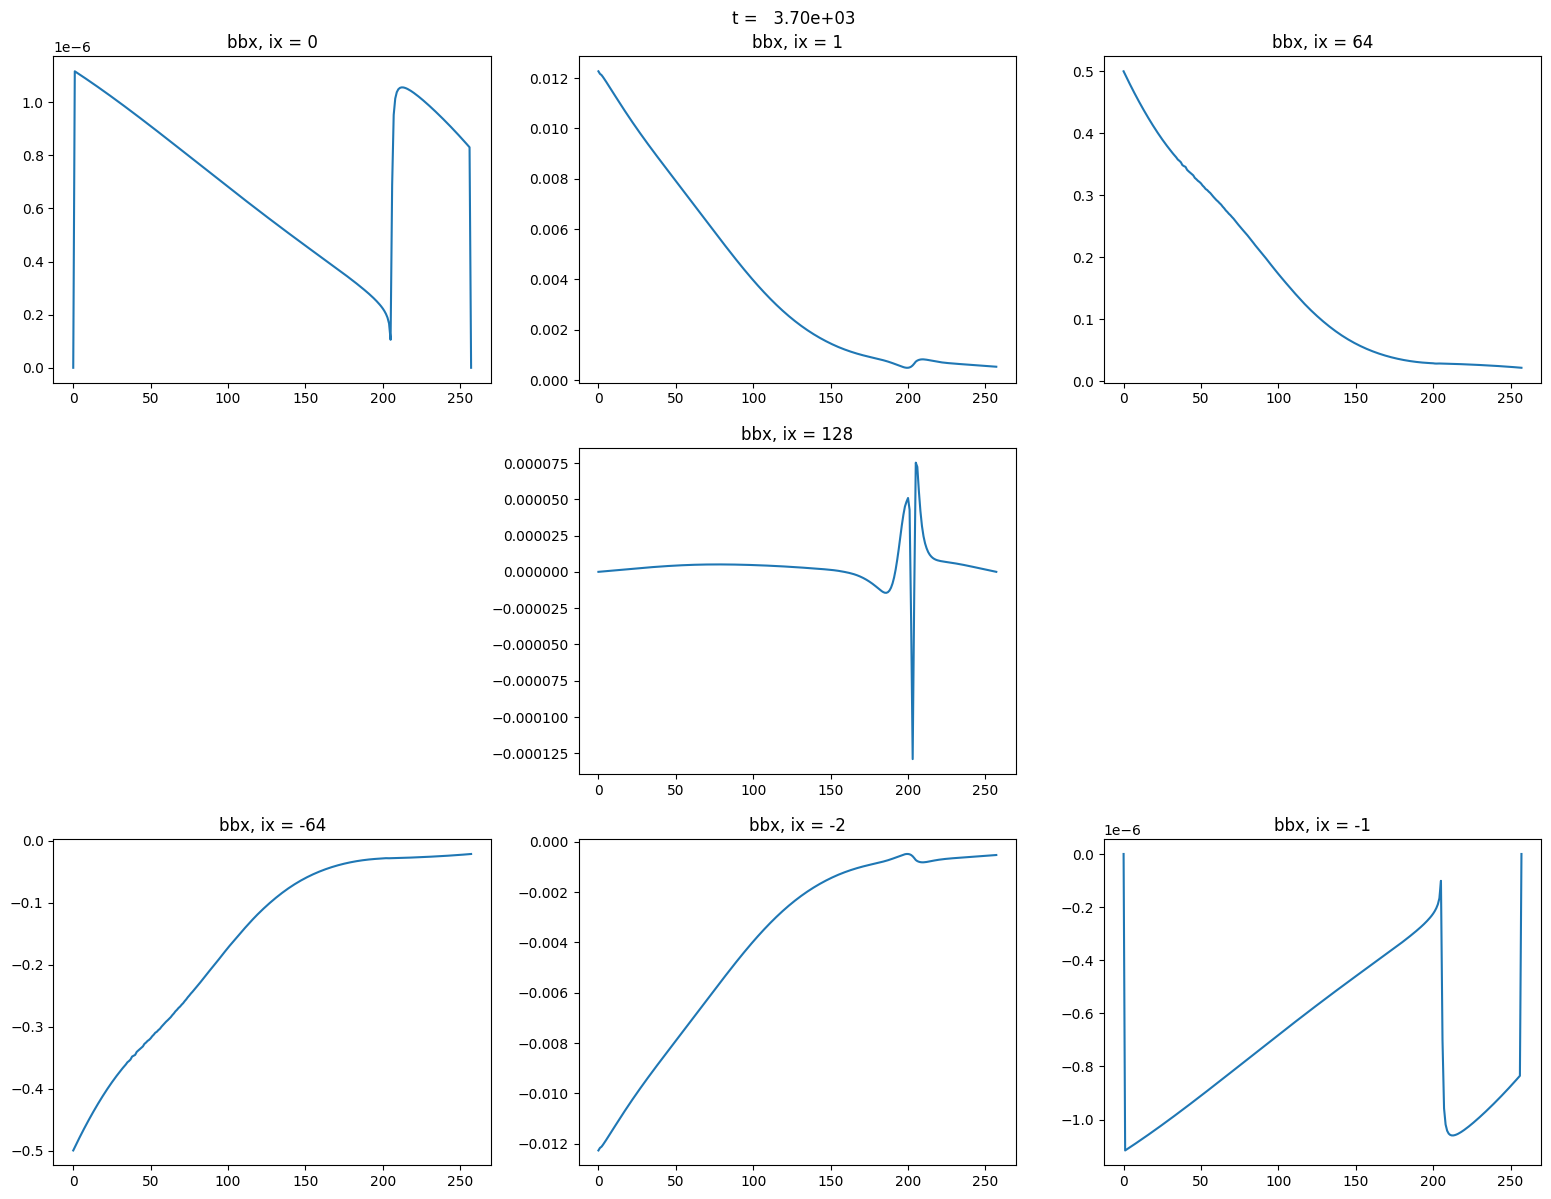 t =   3.70e+03
bbx, ix = 0
bbx, ix = 1
bbx, ix = 64
1e−6
1.0
0.8
0.6
0.4
0.2
0.0
0 50 100 150 200 250
0.012
0.010
0.008
0.006
0.004
0.002
0.000
0 50 100 150 200 250
0.5
0.4
0.3
0.2
0.1
0.0
0 50 100 150 200 250
bbx, ix = 128
0.000075
0.000050
0.000025
0.000000
−0.000025
−0.000050
−0.000075
−0.000100
−0.000125
0 50 100 150 200 250
bbx, ix = -64
0.0
−0.1
−0.2
−0.3
−0.4
−0.5
0 50 100 150 200 250
bbx, ix = -2
0.000
−0.002
−0.004
−0.006
−0.008
−0.010
−0.012
0 50 100 150 200 250
bbx, ix = -1
1e−6
0.0
−0.2
−0.4
−0.6
−0.8
−1.0
0 50 100 150 200 250